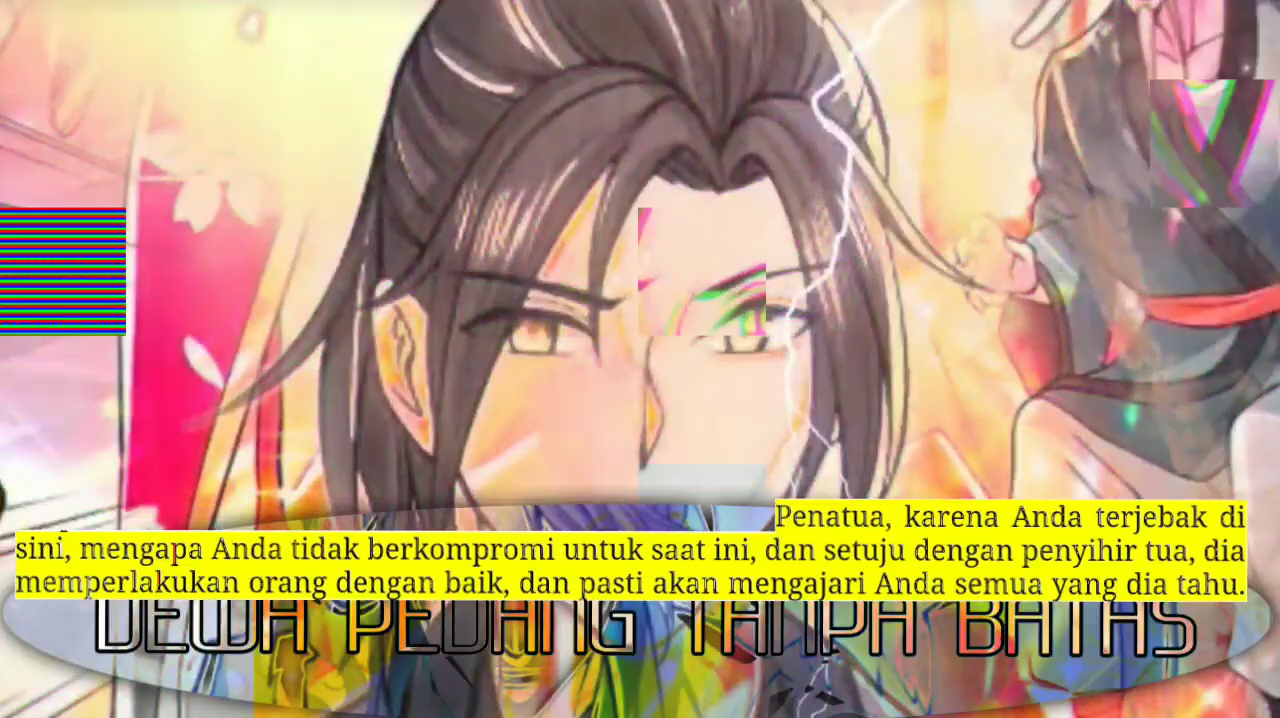 Penatua, karena Anda terjebak di
sini, mengapa Anda tidak berkompromi untuk saat ini, dan setuju dengan penyihir tua, dia
memperlakukan orang dengan baik, dan pasti akan mengajari Anda semua yang dia tahu.
DEWA PEDANG TANPA BATAS